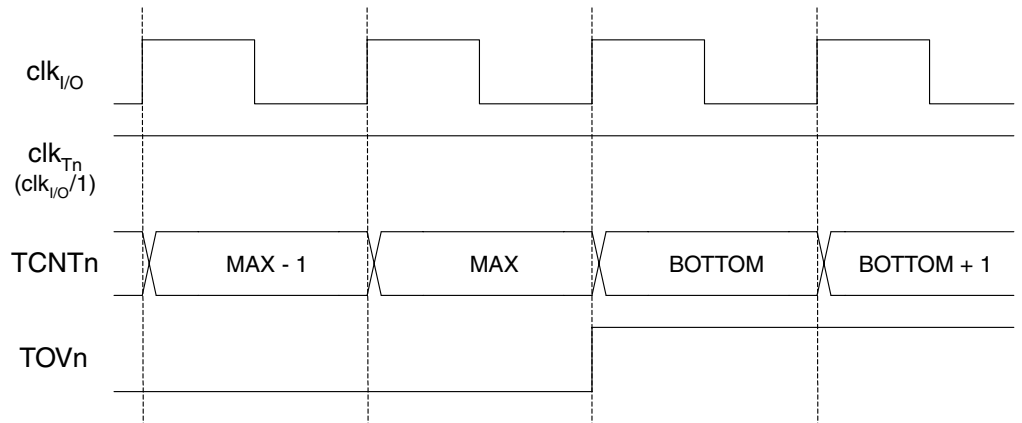 clkI/O
clkTn
(clkI/O/1)
TCNTn MAX - 1 MAX BOTTOM BOTTOM + 1
TOVn